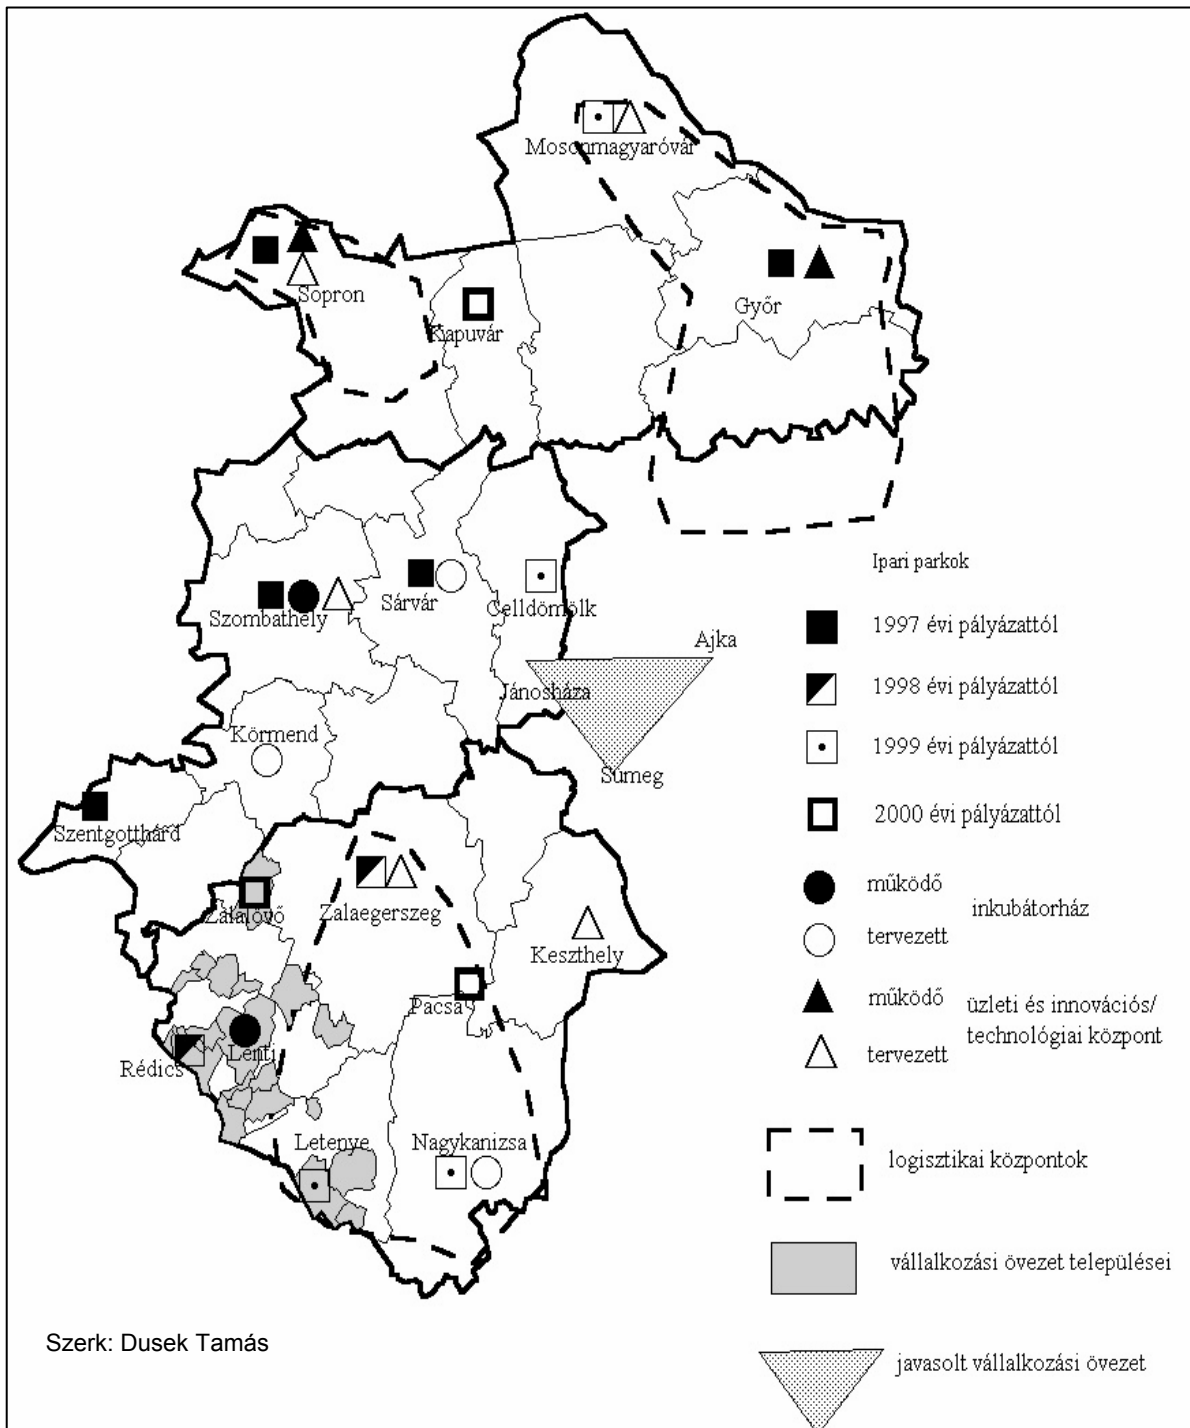 Mosonmagyaróvár
Sopron
Győr
Kapuvár
Ipari parkok
Szombathely
Sárvár
Celldömölk
1997 évi pályázattól
Ajka
Jánosháza
1998 évi pályázattól
Körmend
1999 évi pályázattól
Sümeg
Szentgotthárd
2000 évi pályázattól
Zalalövő
Zalaegerszeg
működő
inkubátorház
Keszthely
tervezett
Pacsa
működő
üzleti és innovációs/
technológiai központ
Rédics
Lenti
tervezett
Letenye
Nagykanizsa
logisztikai központok
vállalkozási övezet települései
Szerk: Dusek Tamás
javasolt vállalkozási övezet